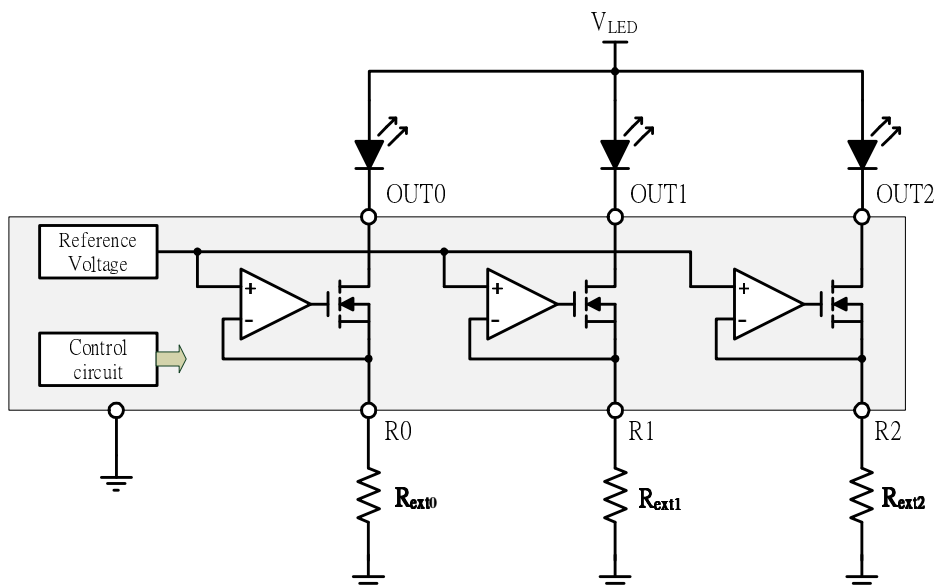 VLED
OUT0
OUT1
OUT2
Reference
Voltage
+
-
+
-
+
-
Control
circuit
R0
R1
R2
Rext0
Rext1
Rext2